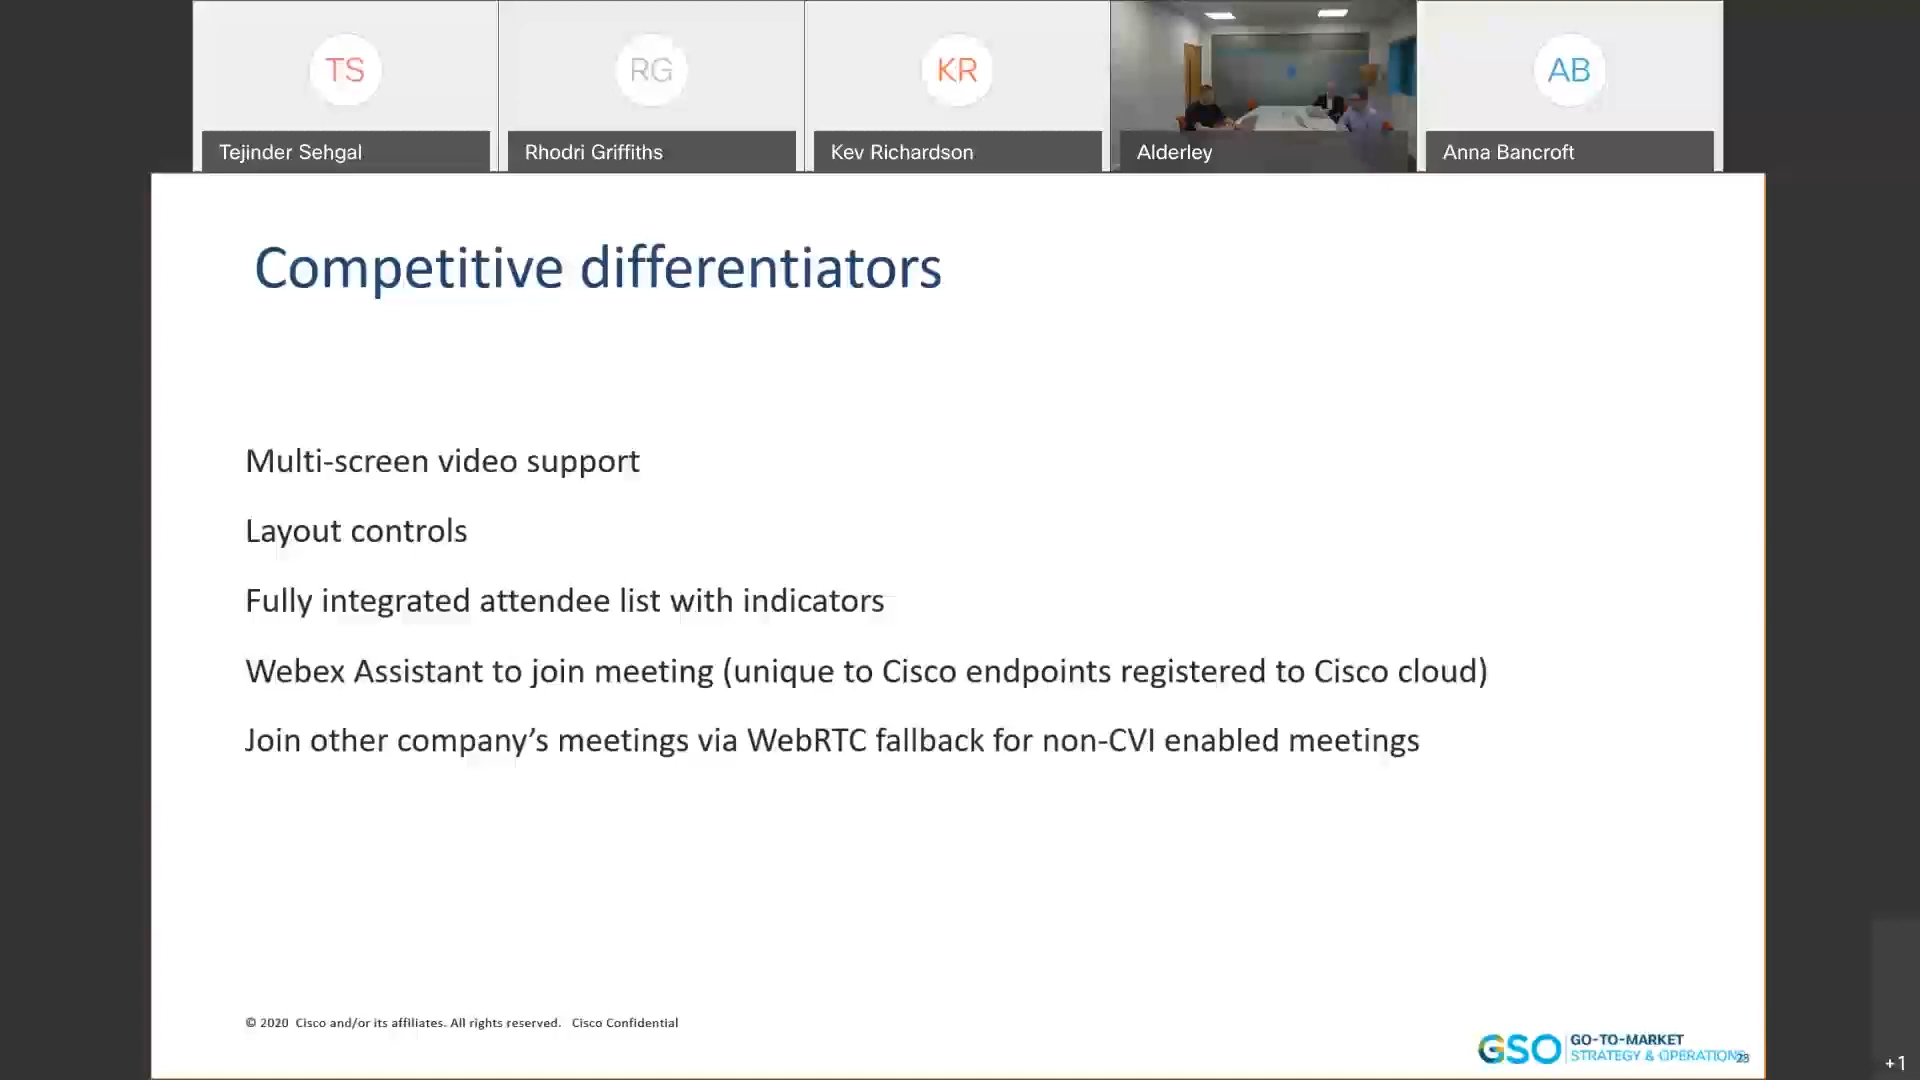 TS
RG
KR
AB
Tejinder Sehgal
Rhodri Griffiths
Kev Richardson
Alderley
Anna Bancroft
Competitive differentiators
Multi-screen video support
Layout controls
Fully integrated attendee list with indicators
Webex Assistant to join meeting (unique to Cisco endpoints registered to Cisco cloud)
Join other company’s meetings via WebRTC fallback for non-CVI enabled meetings
© 2020 Cisco and/or its affiliates. All rights reserved. Cisco Confidential
GSO
GO-TO-MARKET
STRATEGY & OPERATIONS
23
+1